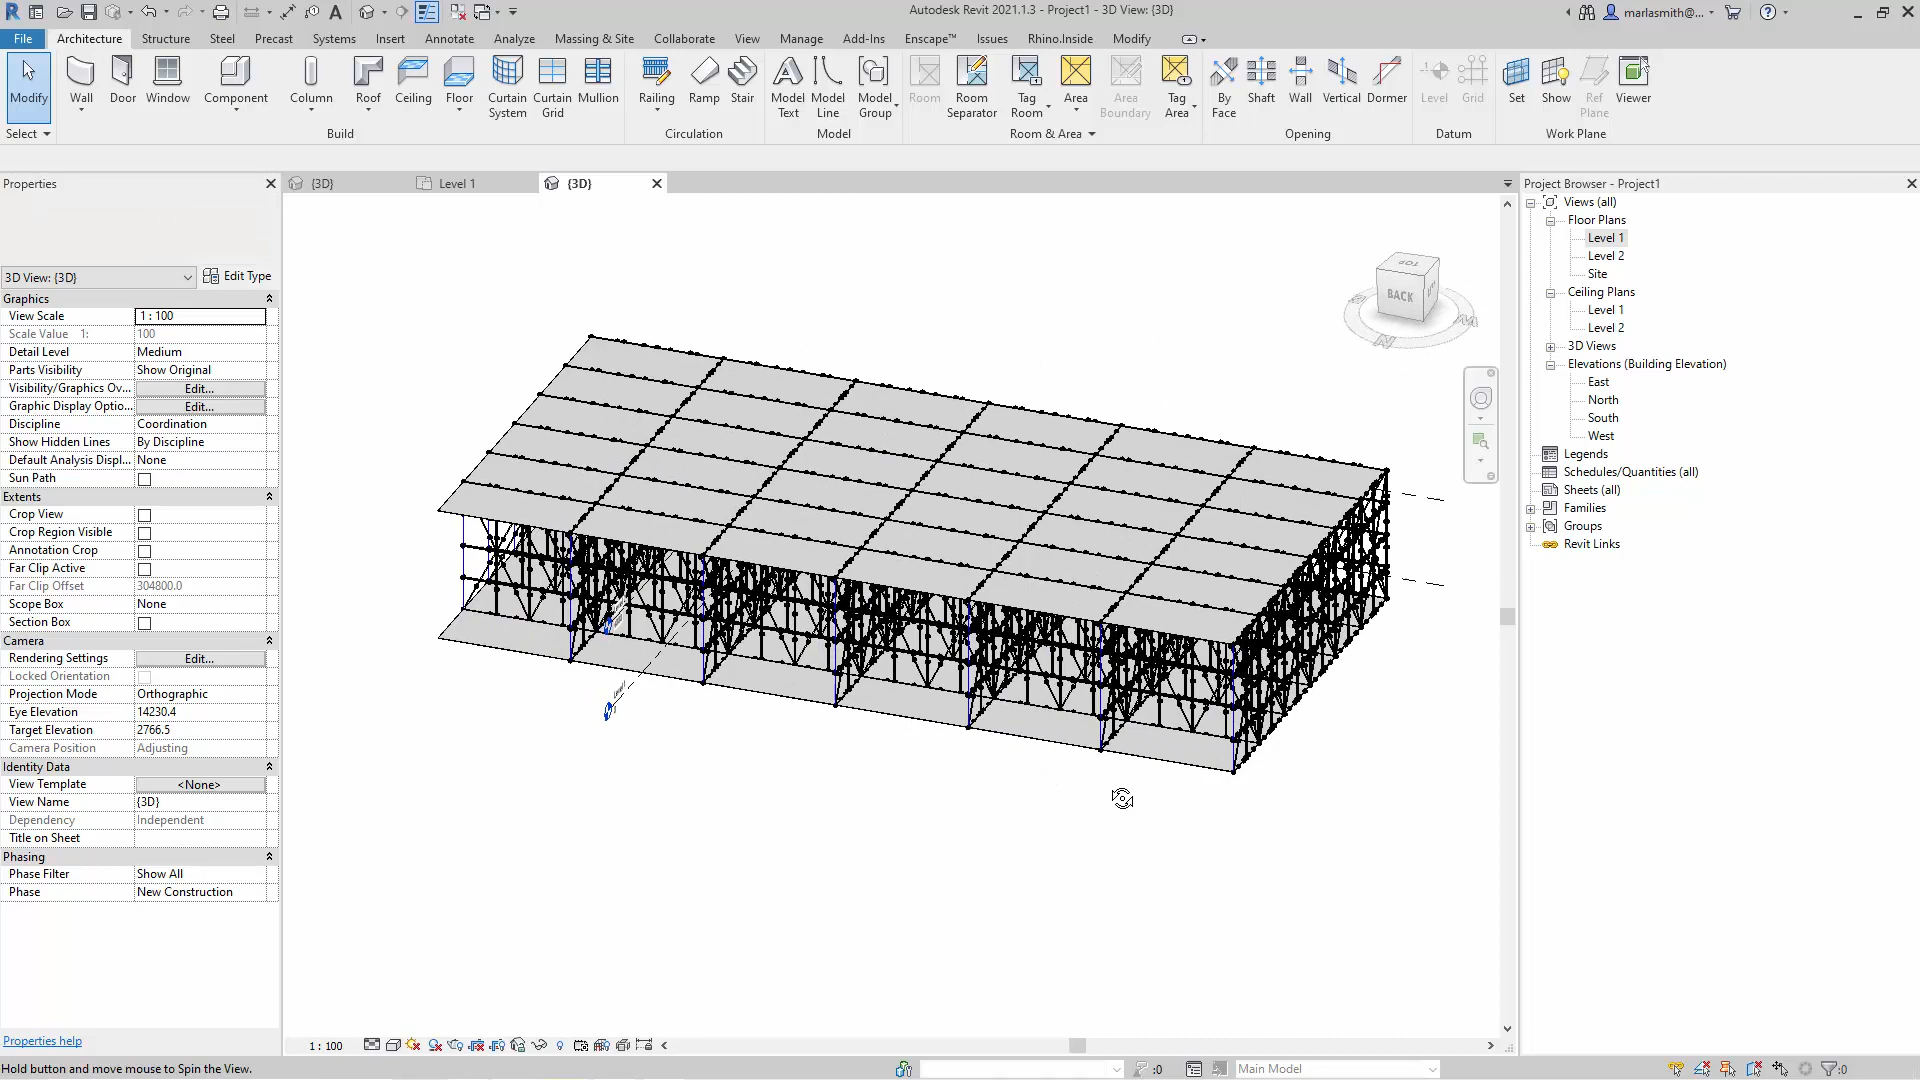 Autodesk Revit 2021.1.3 - Project1 - 3D View: {3D}
marlasmith@...
File Architecture Structure Steel Precast Systems Insert Annotate Analyze Massing & Site Collaborate View Manage Add-Ins Enscape™ Issues Rhino.Inside Modify
Modify Wall Door Window Component Column Roof Ceiling Floor Curtain System Curtain Grid Mullion Railing Ramp Stair Model Text Model Line Model Group Room Room Separator Tag Room Area Area Boundary Tag Area By Face Shaft Wall Vertical Dormer Level Grid Set Show Ref Plane Viewer
Select Build Circulation Model Room & Area Opening Datum Work Plane
Properties
{3D} Level 1 {3D}
3D View: {3D} Edit Type
Graphics
View Scale 1 : 100
Scale Value 1: 100
Detail Level Medium
Parts Visibility Show Original
Visibility/Graphics Ov... Edit...
Graphic Display Optio... Edit...
Discipline Coordination
Show Hidden Lines By Discipline
Default Analysis Displ... None
Sun Path
Extents
Crop View
Crop Region Visible
Annotation Crop
Far Clip Active
Far Clip Offset 304800.0
Scope Box None
Section Box
Camera
Rendering Settings Edit...
Locked Orientation
Projection Mode Orthographic
Eye Elevation 14230.4
Target Elevation 2766.5
Camera Position Adjusting
Identity Data
View Template <None>
View Name {3D}
Dependency Independent
Title on Sheet
Phasing
Phase Filter Show All
Phase New Construction
Properties help
TOP
BACK
N
Project Browser - Project1
Views (all)
Floor Plans
Level 1
Level 2
Site
Ceiling Plans
Level 1
Level 2
3D Views
Elevations (Building Elevation)
East
North
South
West
Legends
Schedules/Quantities (all)
Sheets (all)
Families
Groups
Revit Links
1 : 100
Hold button and move mouse to Spin the View.
:0
Main Model
:0